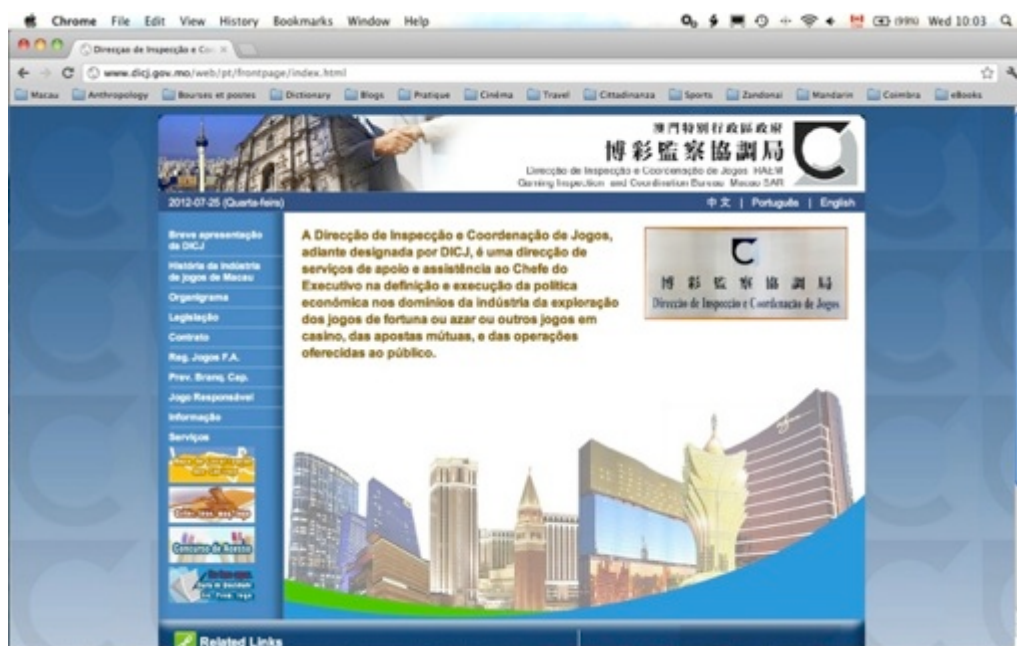 Chrome File Edit View History Bookmarks Window Help
(99%) Wed 10:03
Direcçao de Inspecção e Coo
www.dicj.gov.mo/web/pt/frontpage/index.html
Macau Anthropology Bourses et postes Dictionary Blogs Pratique Cinéma Travel Cittadinanza Sports Zandonai Mandarin Coimbra eBooks
澳門特別行政區政府
博彩監察協調局
Direcção de Inspecção e Coordenação de Jogos RAEM
Gaming Inspection and Coordination Bureau Macao SAR
2012-07-25 (Quarta-feira)
中文 | Português | English
Breve apresentação
da DICJ
História da Indústria
de jogos de Macau
Organigrama
Legislação
Contrato
Reg. Jogos F.A.
Prev. Branq. Cap.
Jogo Responsável
Informação
Serviços
Concurso de Acesso
A Direcção de Inspecção e Coordenação de Jogos,
adiante designada por DICJ, é uma direcção de
serviços de apoio e assistência ao Chefe do
Executivo na definição e execução da política
económica nos domínios da indústria da exploração
dos jogos de fortuna ou azar ou outros jogos em
casino, das apostas mútuas, e das operações
oferecidas ao público.
博彩監察協調局
Direcção de Inspecção e Coordenação de Jogos
Related Links